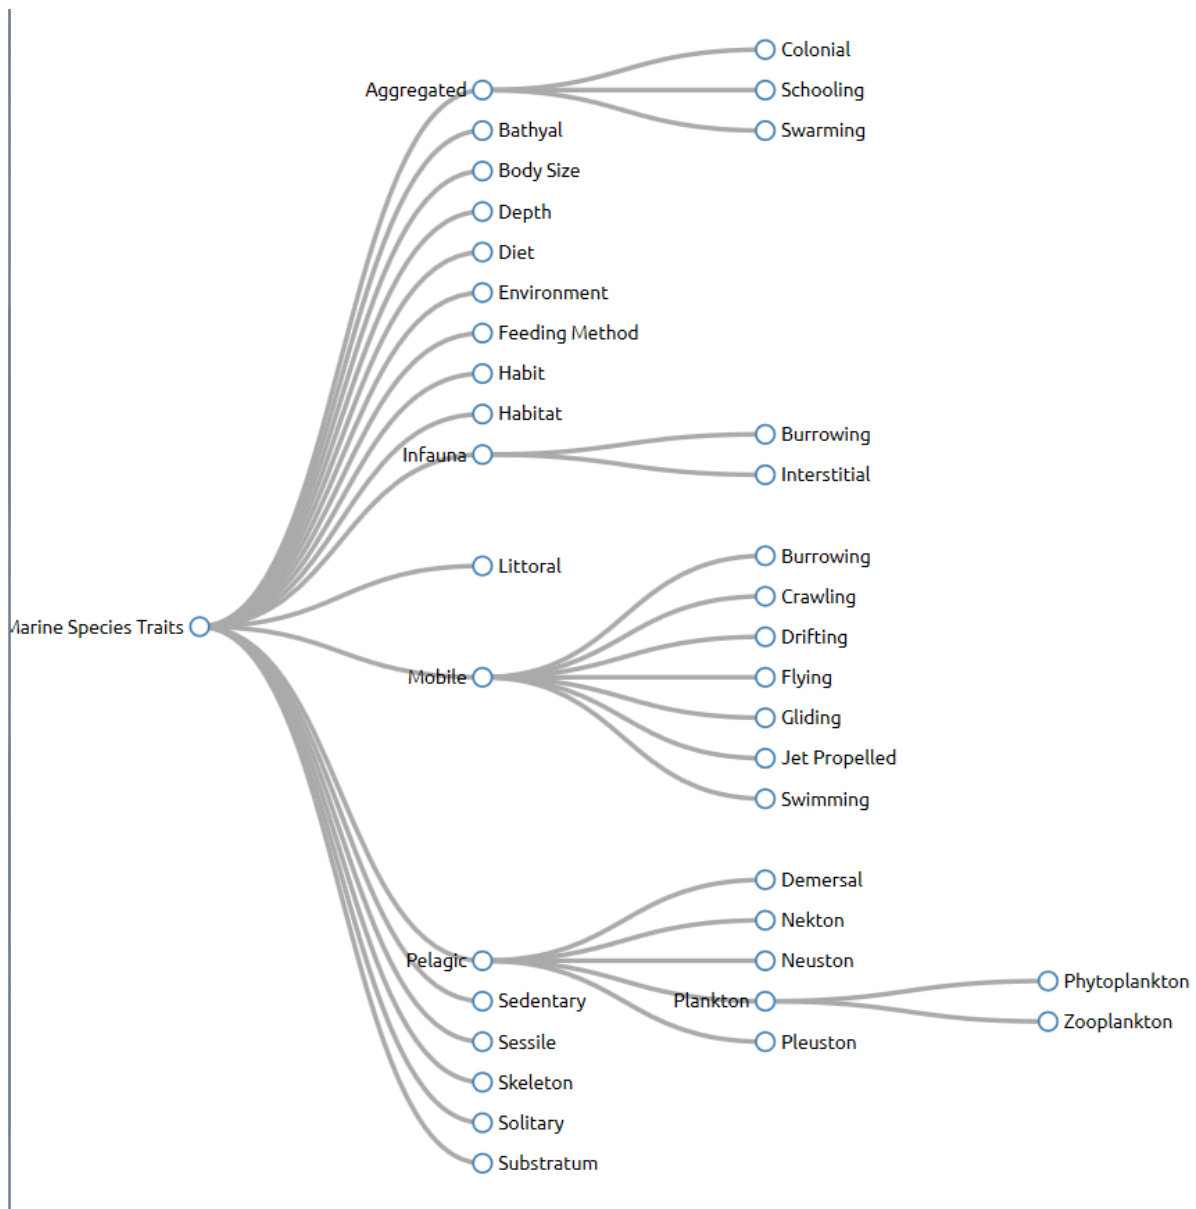 Colonial
Aggregated
Schooling
Bathyal
Swarming
Body Size
Depth
Diet
Environment
Feeding Method
Habit
Habitat
Burrowing
Infauna
Interstitial
Littoral
Burrowing
Crawling
Marine Species Traits
Drifting
Mobile
Flying
Gliding
Jet Propelled
Swimming
Demersal
Nekton
Pelagic
Neuston
Phytoplankton
Sedentary
Plankton
Zooplankton
Sessile
Pleuston
Skeleton
Solitary
Substratum